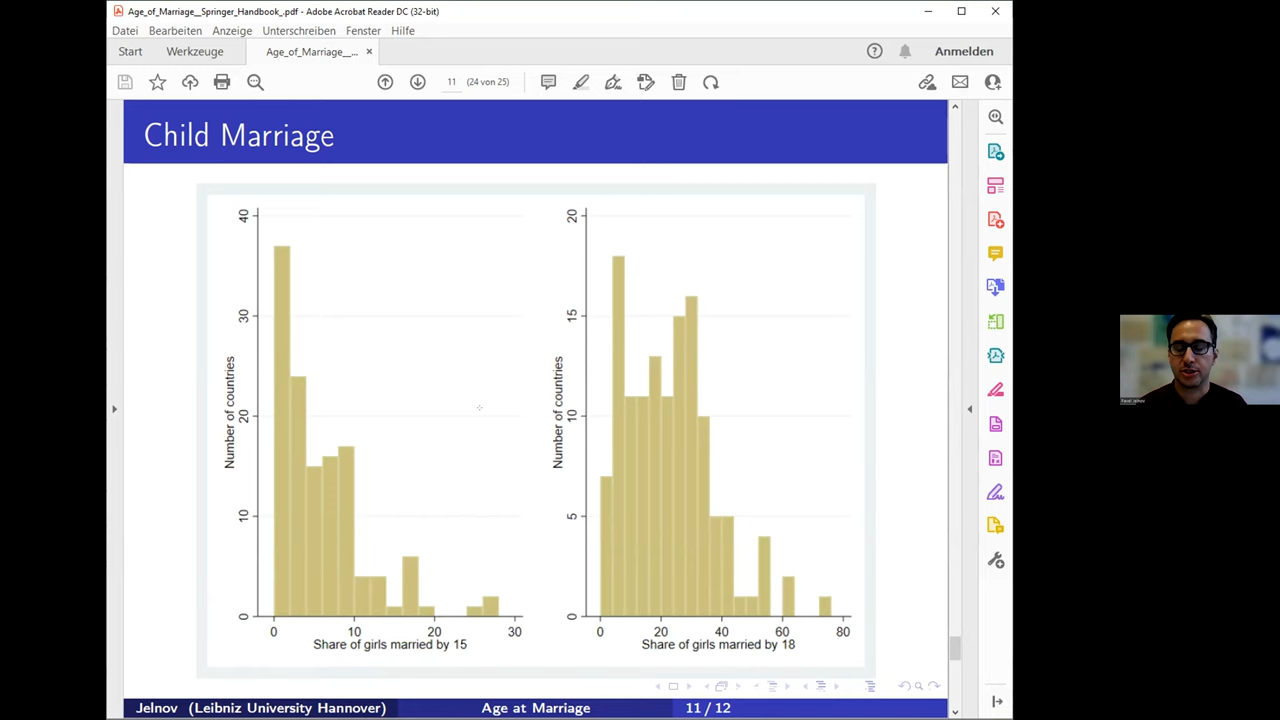 Age_of_Marriage__Springer_Handbook_.pdf - Adobe Acrobat Reader DC (32-bit)
Datei Bearbeiten Anzeige Unterschreiben Fenster Hilfe
Start Werkzeuge Age_of_Marriage__... Anmelden
11 (24 von 25)
Child Marriage
40
30
20
10
0
Number of countries
0 10 20 30
Share of girls married by 15
20
15
10
5
0
Number of countries
0 20 40 60 80
Share of girls married by 18
Jelnov (Leibniz University Hannover) Age at Marriage 11 / 12